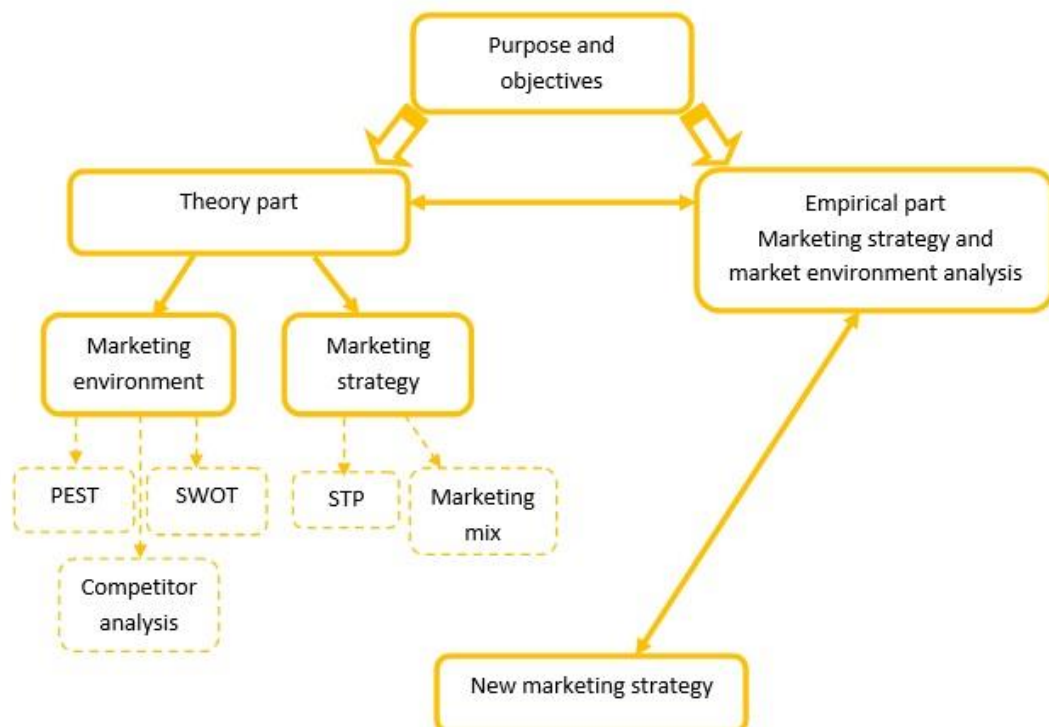 Purpose and
objectives
Theory part
Empirical part
Marketing strategy and
market environment analysis
Marketing
environment
Marketing
strategy
PEST
SWOT
STP
Marketing
mix
Competitor
analysis
New marketing strategy